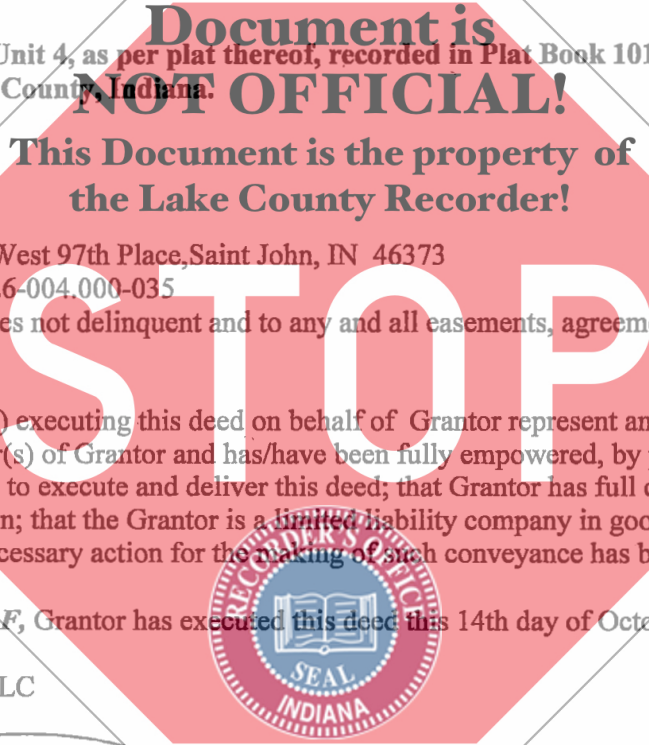 Document is
Unit 4, as per plat thereof, recorded in Plat Book 101
County, Indiana.
NOT OFFICIAL!
This Document is the property of
the Lake County Recorder!
West 97th Place,Saint John, IN 46373
6-004.000-035
es not delinquent and to any and all easements, agreem
STOP
) executing this deed on behalf of Grantor represent an
r(s) of Grantor and has/have been fully empowered, by
to execute and deliver this deed; that Grantor has full
n; that the Grantor is a limited liability company in goo
cessary action for the making of such conveyance has b
F, Grantor has executed this deed this 14th day of Octo
RECORDER'S OFFICE
SEAL
INDIANA
LC